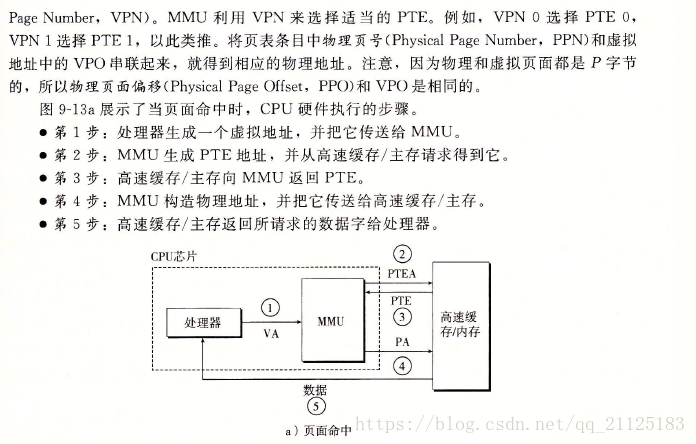 Page Number，VPN）。MMU 利用 VPN 来选择适当的 PTE。例如，VPN 0 选择 PTE 0，
VPN 1 选择 PTE 1，以此类推。将页表条目中物理页号(Physical Page Number，PPN)和虚拟
地址中的 VPO 串联起来，就得到相应的物理地址。注意，因为物理和虚拟页面都是 P 字节
的，所以物理页面偏移(Physical Page Offset，PPO)和 VPO 是相同的。
图 9-13a 展示了当页面命中时，CPU 硬件执行的步骤。
● 第 1 步：处理器生成一个虚拟地址，并把它传送给 MMU。
● 第 2 步：MMU 生成 PTE 地址，并从高速缓存/主存请求得到它。
● 第 3 步：高速缓存/主存向 MMU 返回 PTE。
● 第 4 步：MMU 构造物理地址，并把它传送给高速缓存/主存。
● 第 5 步：高速缓存/主存返回所请求的数据字给处理器。
CPU芯片
②
PTEA
①
PTE
处理器
MMU
③
高速缓
存/内存
VA
PA
④
数据
⑤
a）页面命中
https://blog.csdn.net/qq_21125183